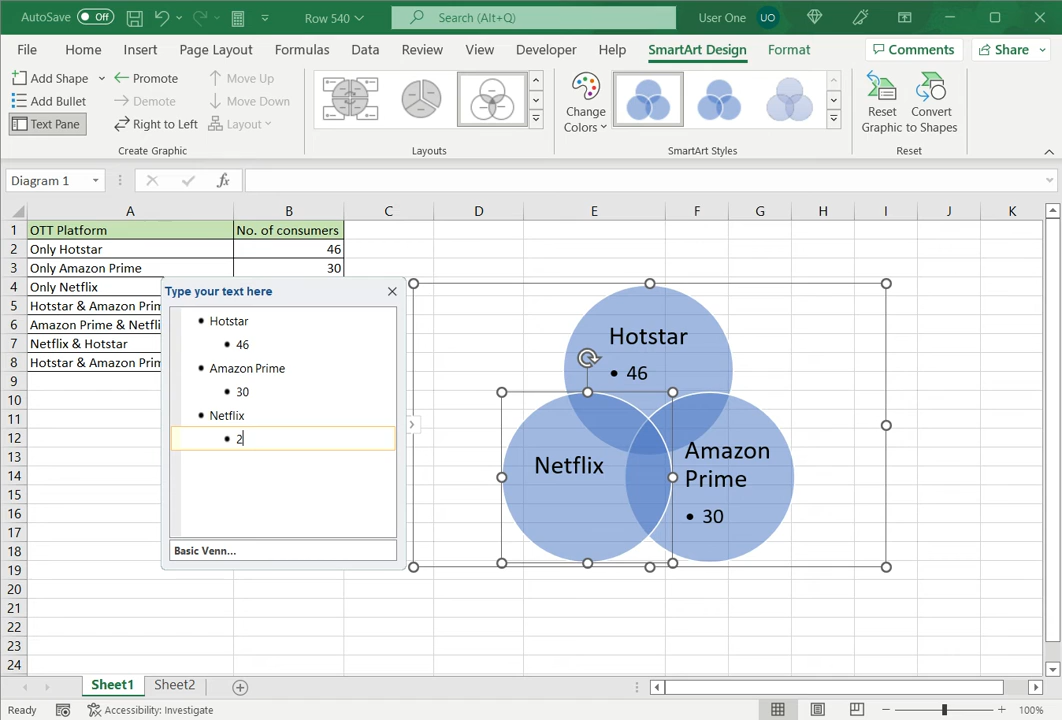 AutoSave Off Row 540 Search (Alt+Q) User One UO
File Home Insert Page Layout Formulas Data Review View Developer Help SmartArt Design Format Comments Share
Add Shape Promote Move Up
Add Bullet Demote Move Down
Text Pane Right to Left Layout
Create Graphic
Layouts
Change
Colors
SmartArt Styles
Reset
Graphic
Convert
to Shapes
Reset
Diagram 1 fx
A B C D E F G H I J K
1 OTT Platform No. of consumers
2 Only Hotstar 46
3 Only Amazon Prime 30
4 Only Netflix
5 Hotstar & Amazon Prim
6 Amazon Prime & Netfli
7 Netflix & Hotstar
8 Hotstar & Amazon Prim
9
10
11
12
13
14
15
16
17
18
19
20
21
22
23
24
Type your text here
• Hotstar
• 46
• Amazon Prime
• 30
• Netflix
• 2
Basic Venn...
Hotstar
• 46
Netflix
Amazon
Prime
• 30
Sheet1 Sheet2
Ready Accessibility: Investigate 100%